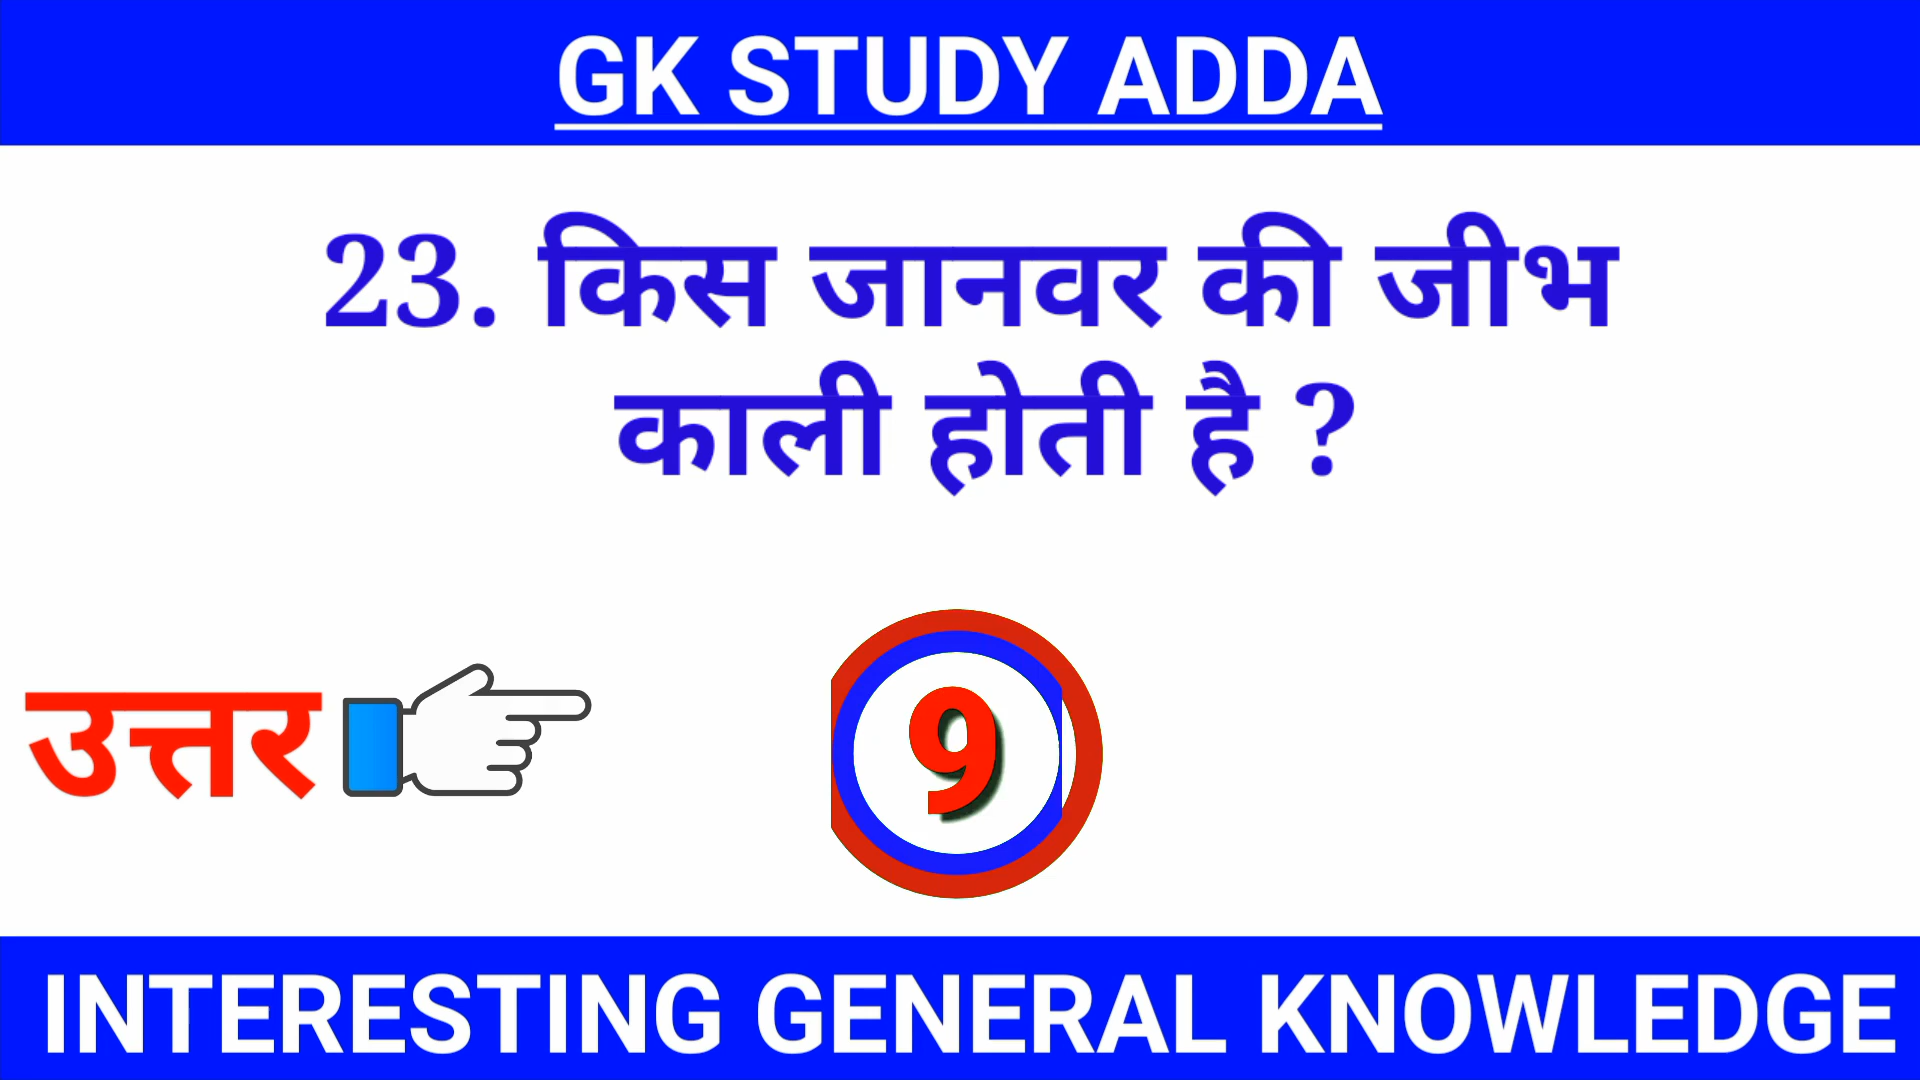 GK STUDY ADDA
23. किस जानवर की जीभ
काली होती है ?
उत्तर
9
INTERESTING GENERAL KNOWLEDGE